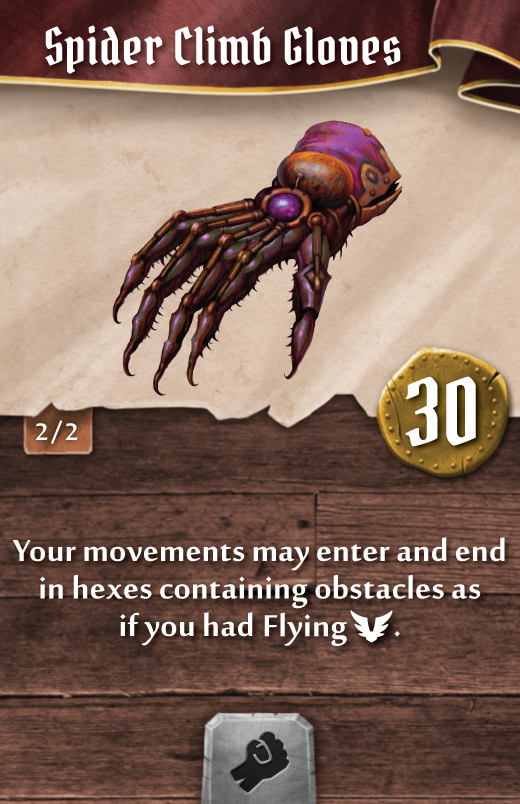 Spider Climb Gloves
30
2/2
Your movements may enter and end
in hexes containing obstacles as
if you had Flying.